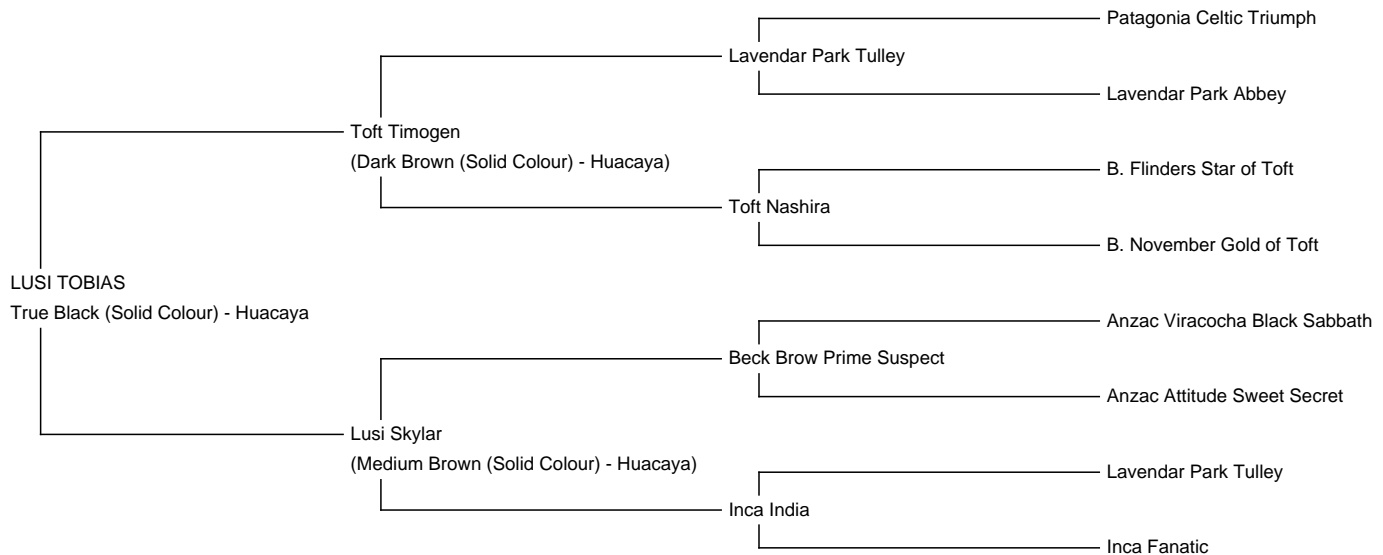 Patagonia Celtic Triumph
Lavendar Park Tulley
Lavendar Park Abbey
Toft Timogen
(Dark Brown (Solid Colour) - Huacaya)
B. Flinders Star of Toft
Toft Nashira
B. November Gold of Toft
LUSI TOBIAS
True Black (Solid Colour) - Huacaya
Anzac Viracocha Black Sabbath
Beck Brow Prime Suspect
Anzac Attitude Sweet Secret
Lusi Skylar
(Medium Brown (Solid Colour) - Huacaya)
Lavendar Park Tulley
Inca India
Inca Fanatic